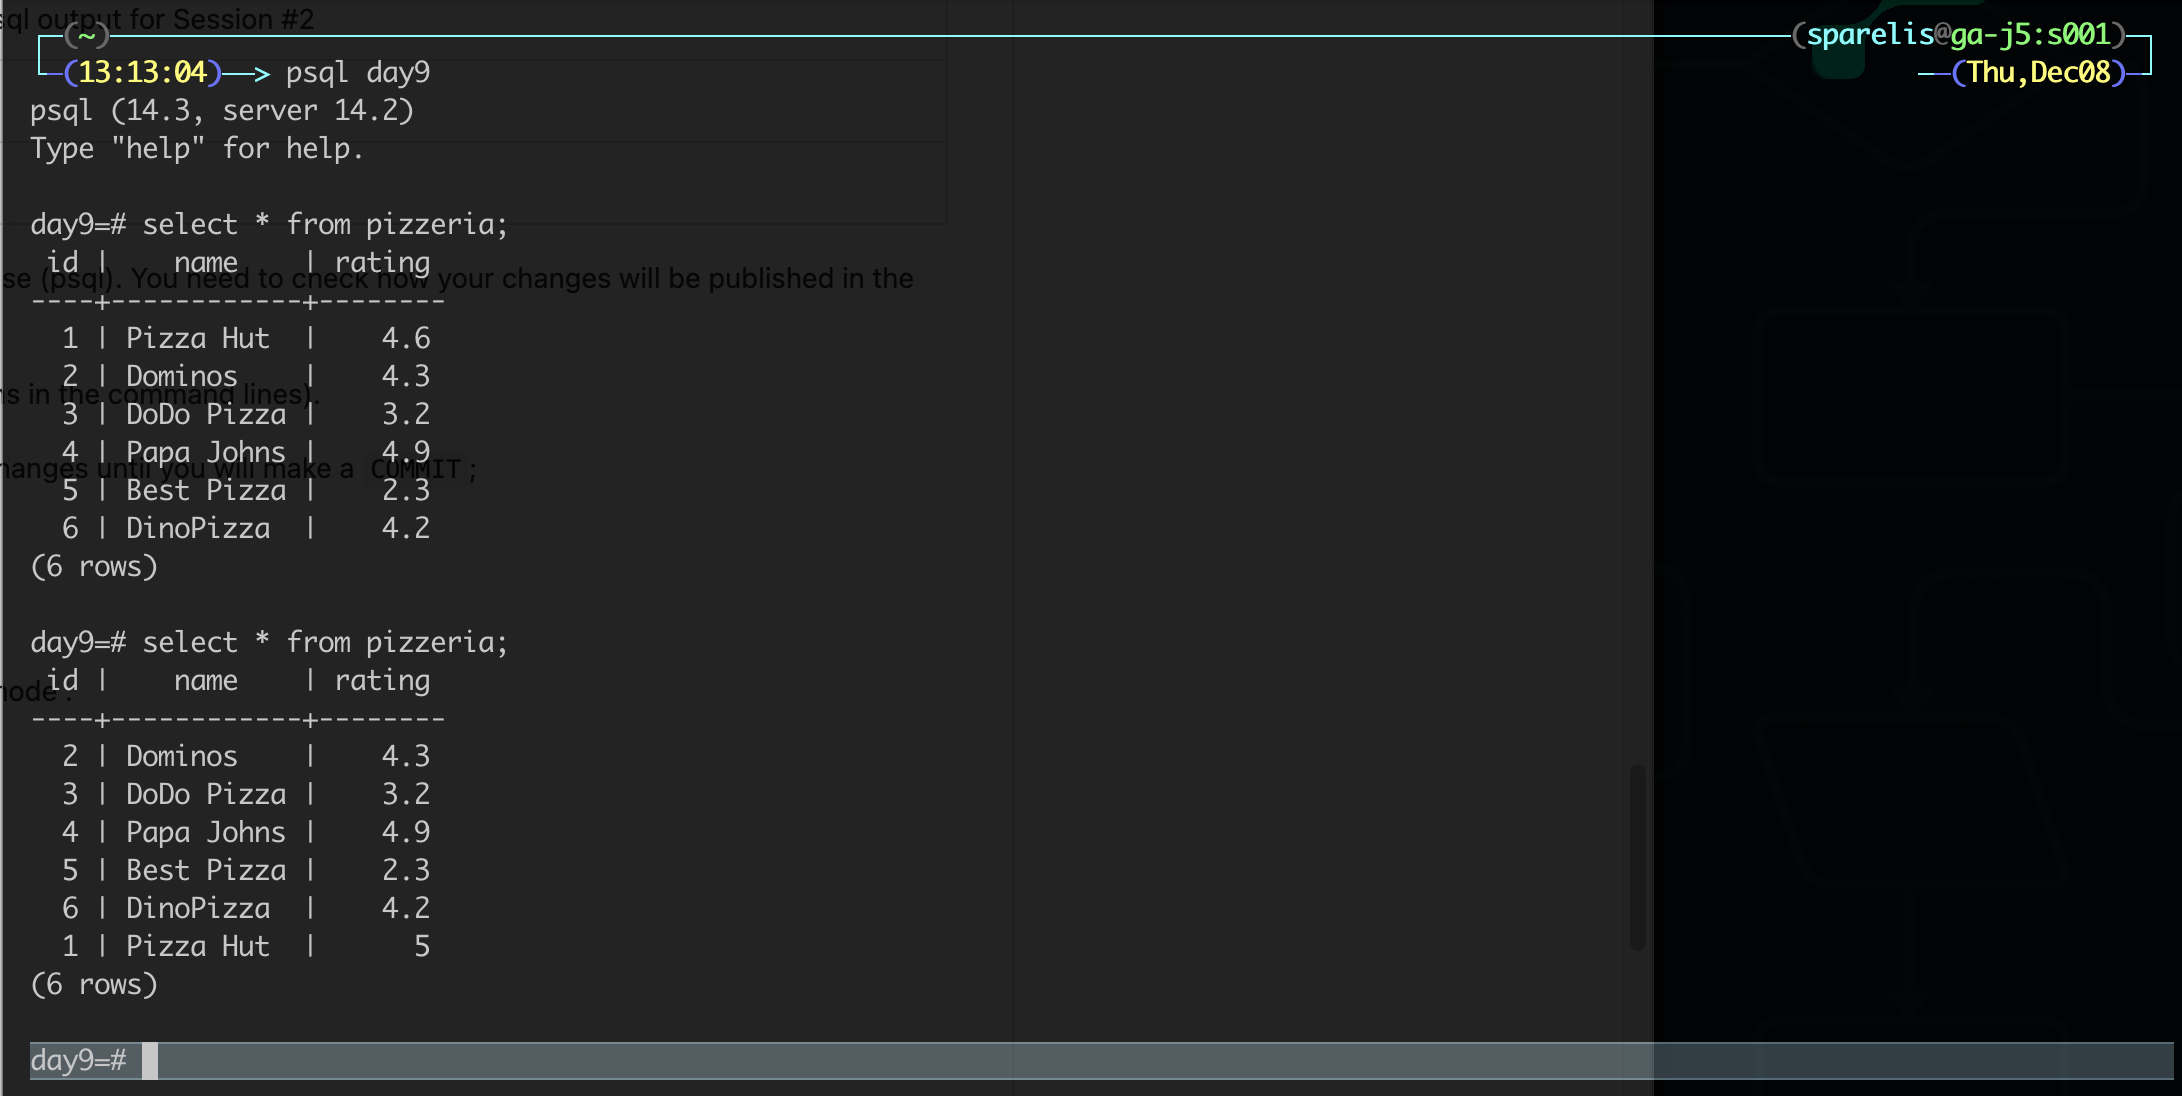 sql output for Session #2
(~) (sparelis@ga-j5:s001)
(13:13:04)—> psql day9 (Thu,Dec08)
psql (14.3, server 14.2)
Type "help" for help.
day9=# select * from pizzeria;
 id |    name    | rating
se (psql). You need to check how your changes will be published in the
----+------------+--------
  1 | Pizza Hut  |    4.6
  2 | Dominos    |    4.3
s in the command lines).
  3 | DoDo Pizza |    3.2
  4 | Papa Johns |    4.9
hanges until you will make a COMMIT;
  5 | Best Pizza |    2.3
  6 | DinoPizza  |    4.2
(6 rows)
day9=# select * from pizzeria;
 id |    name    | rating
node .
----+------------+--------
  2 | Dominos    |    4.3
  3 | DoDo Pizza |    3.2
  4 | Papa Johns |    4.9
  5 | Best Pizza |    2.3
  6 | DinoPizza  |    4.2
  1 | Pizza Hut  |      5
(6 rows)
day9=#